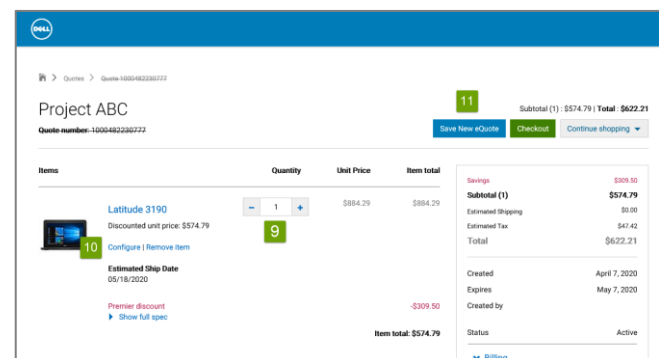 DELL
Quotes > Quote 1000482230777
Project ABC
Quote number: 1000482230777
11
Subtotal (1) : $574.79 | Total : $622.21
Save New eQuote
Checkout
Continue shopping
Items Quantity Unit Price Item total
Latitude 3190
Discounted unit price: $574.79
- 1 +
$884.29
$884.29
9
10
Configure | Remove item
Estimated Ship Date
05/18/2020
Premier discount -$309.50
Show full spec
Item total: $574.79
Savings $309.50
Subtotal (1) $574.79
Estimated Shipping $0.00
Estimated Tax $47.42
Total $622.21
Created April 7, 2020
Expires May 7, 2020
Created by
Status Active
Billing